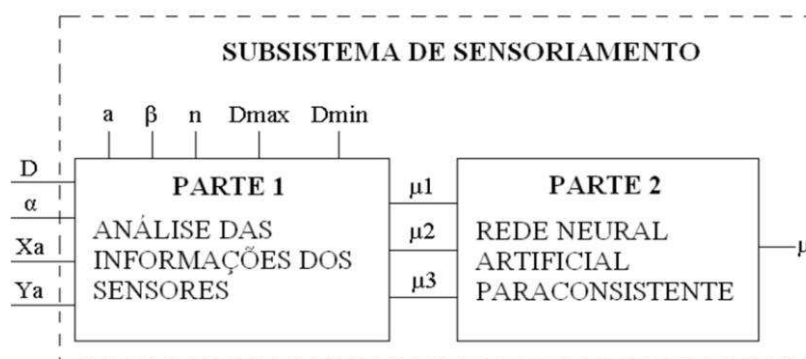 SUBSISTEMA DE SENSORIAMENTO
a β n Dmax Dmin
D
α
Xa
Ya
PARTE 1
ANÁLISE DAS
INFORMAÇÕES DOS
SENSORES
μ1
μ2
μ3
PARTE 2
REDE NEURAL
ARTIFICIAL
PARACONSISTENTE
μ